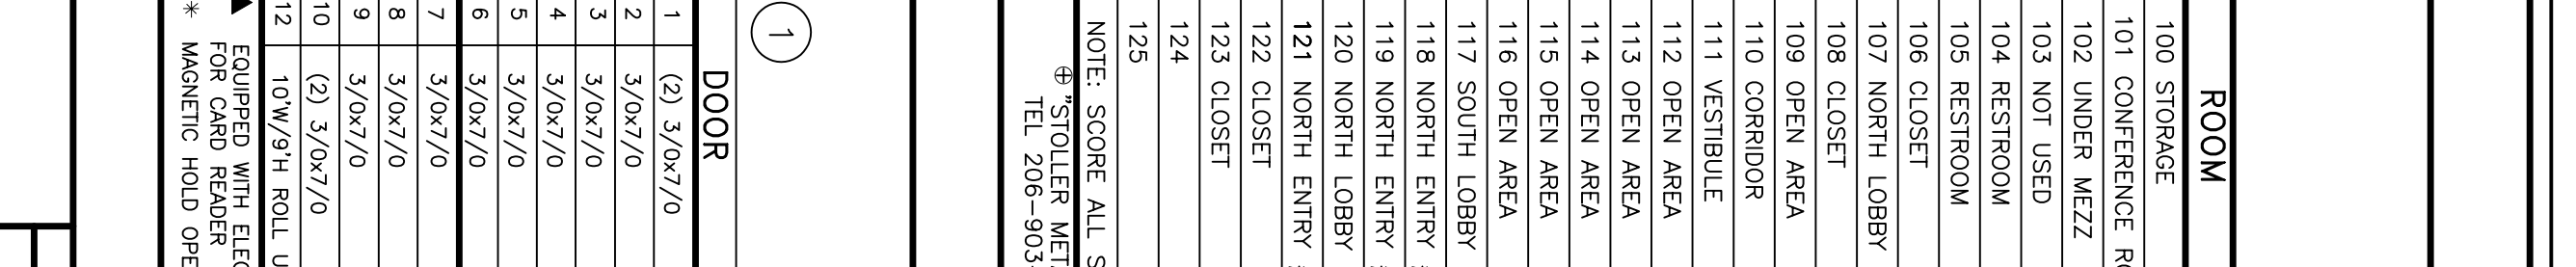 ROOM
100 STORAGE
101 CONFERENCE
102 UNDER MEZZ
103 NOT USED
104 RESTROOM
105 RESTROOM
106 CLOSET
107 NORTH LOBBY
108 CLOSET
109 OPEN AREA
110 CORRIDOR
111 VESTIBULE
112 OPEN AREA
113 OPEN AREA
114 OPEN AREA
115 OPEN AREA
116 OPEN AREA
117 SOUTH LOBBY
118 NORTH ENTRY
119 NORTH ENTRY
120 NORTH LOBBY
121 NORTH ENTRY
122 CLOSET
123 CLOSET
124
125
NOTE: SCORE ALL
⊕ "STOLLER
TEL 206-903-
1
DOOR
1 (2) 3/0x7/0
2 3/0x7/0
3 3/0x7/0
4 3/0x7/0
5 3/0x7/0
6 3/0x7/0
7 3/0x7/0
8 3/0x7/0
9 3/0x7/0
10 (2) 3/0x7/0
12 10'W/9'H ROLL
EQUIPPED WITH
FOR CARD READER
* MAGNETIC HOLD